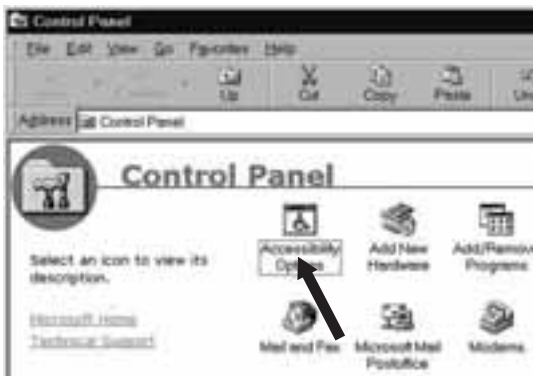 Control Panel
File Edit View Go Favorites Help
Up Cut Copy Paste Und
Address Control Panel
Control Panel
Select an icon to view its
description.
Microsoft Home
Technical Support
Accessibility
Options
Add New
Hardware
Add/Remove
Programs
Mail and Fax
Microsoft Mail
Postoffice
Modems